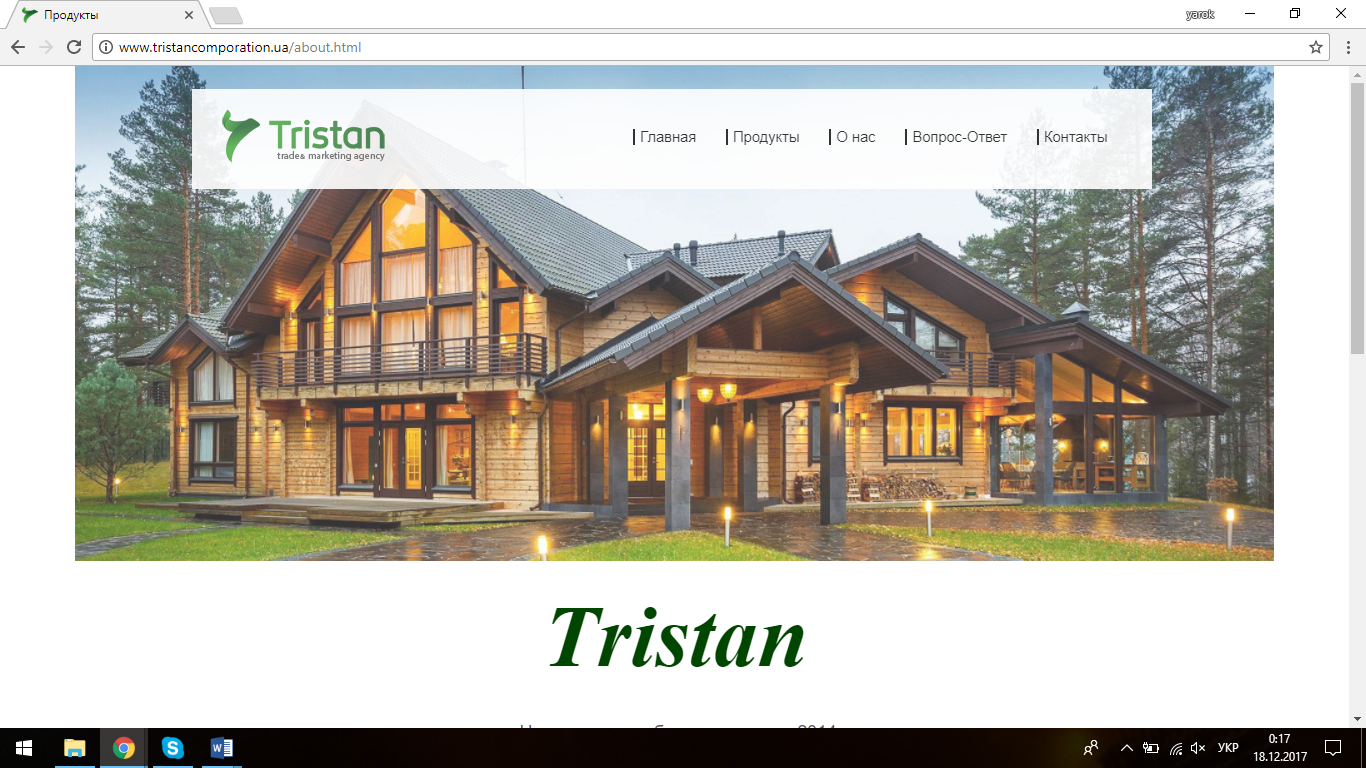 Продукты
yarok
www.tristancomporation.ua/about.html
Tristan
trade& marketing agency
Главная
Продукты
О нас
Вопрос-Ответ
Контакты
Tristan
2014
УКР
0:17
18.12.2017